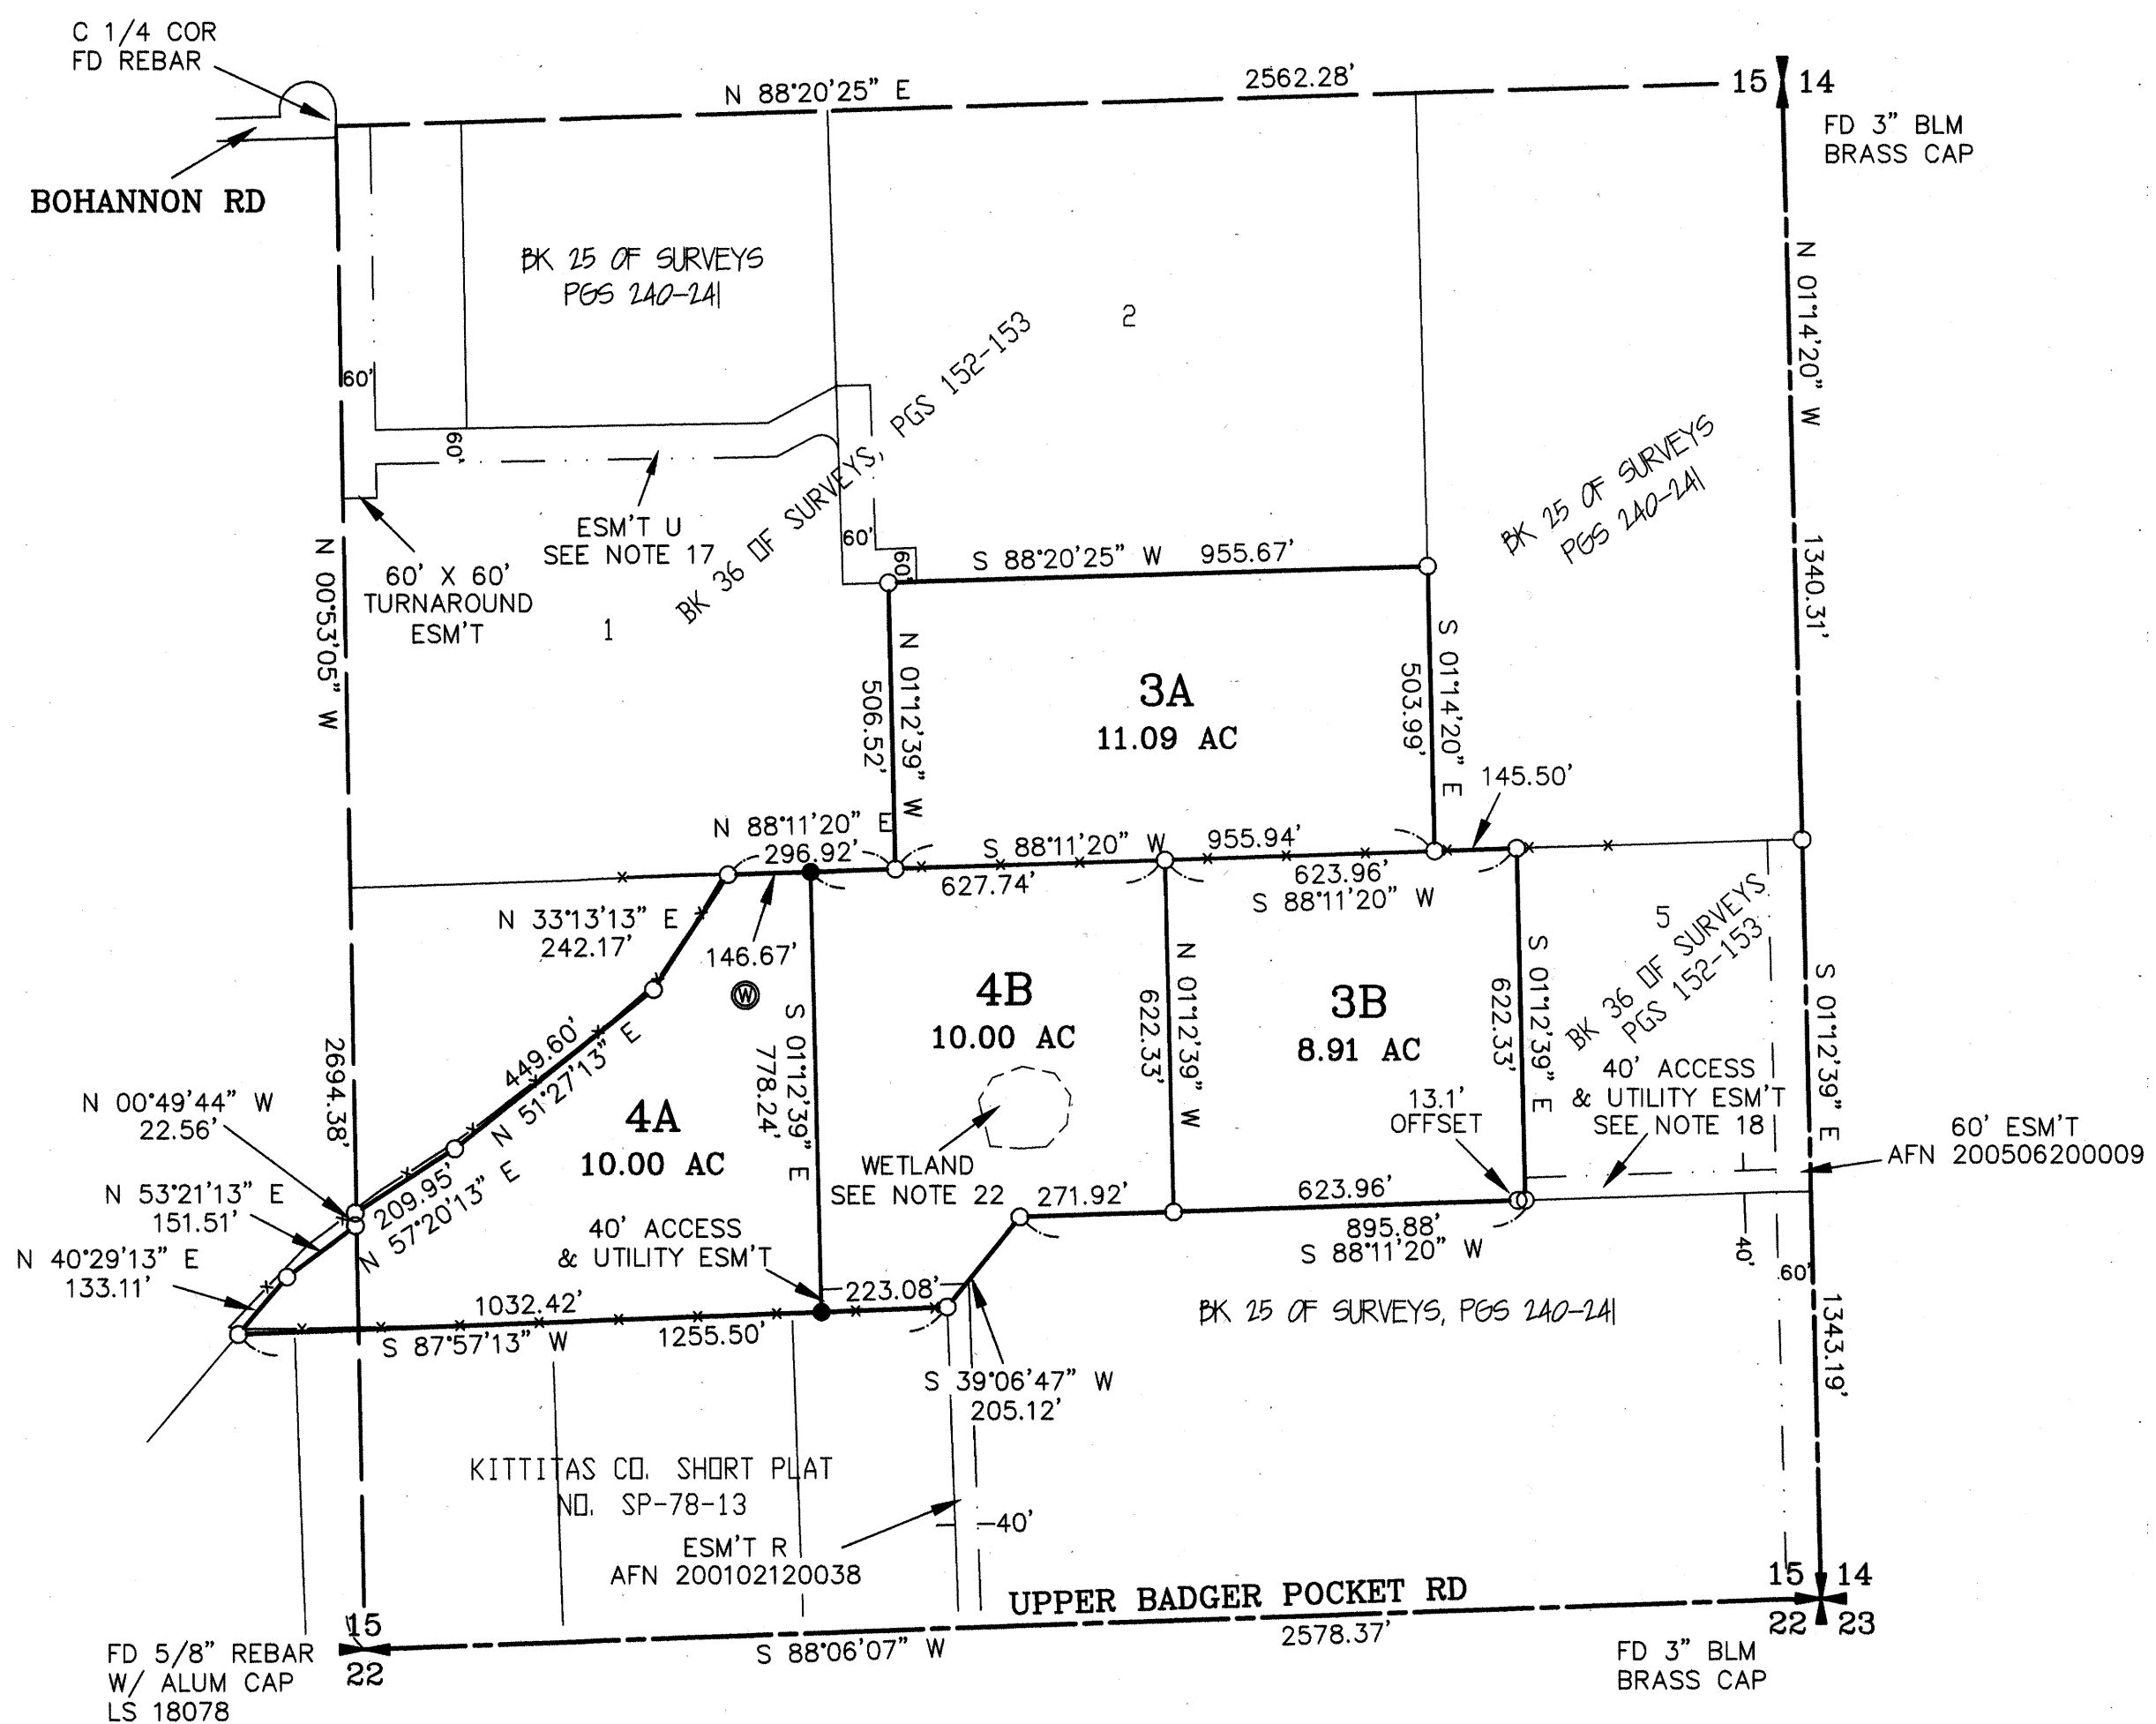 C 1/4 COR
FD REBAR
BOHANNON RD
N 88°20'25" E
2562.28'
15
14
FD 3" BLM
BRASS CAP
BK 25 OF SURVEYS
PGS 240-241
2
BK 36 OF SURVEYS, PGS 152-153
60'
60'
N 01°14'20" W
1340.31'
BK 25 OF SURVEYS
PGS 240-241
ESM'T U
SEE NOTE 17
60'
60'
60' X 60'
TURNAROUND
ESM'T
N 00°53'05" W
1
S 88°20'25" W 955.67'
N 01°12'39" W
506.52'
3A
11.09 AC
S 01°14'20" E
503.99'
145.50'
N 88°11'20" E
296.92'
S 88°11'20" W 955.94'
627.74'
623.96'
S 88°11'20" W
N 33°13'13" E
242.17'
146.67'
W
S 01°12'39" E
778.24'
4B
10.00 AC
N 01°12'39" W
622.33'
3B
8.91 AC
S 01°12'39" E
622.33'
5
BK 36 OF SURVEYS
PGS 152-153
S 01°12'39" E
449.60'
N 51°27'13" E
2694.38'
N 00°49'44" W
22.56'
4A
10.00 AC
WETLAND
SEE NOTE 22
13.1'
OFFSET
40' ACCESS
& UTILITY ESM'T
SEE NOTE 18
60' ESM'T
AFN 200506200009
N 53°21'13" E
151.51'
209.95'
N 57°20'13" E
N 40°29'13" E
133.11'
40' ACCESS
& UTILITY ESM'T
271.92'
623.96'
895.88'
S 88°11'20" W
40'
60'
223.08'
1032.42'
1255.50'
S 87°57'13" W
BK 25 OF SURVEYS, PGS 240-241
1343.19'
S 39°06'47" W
205.12'
KITTITAS CO. SHORT PLAT
NO. SP-78-13
40'
ESM'T R
AFN 200102120038
UPPER BADGER POCKET RD
15
14
22
23
15
22
S 88°06'07" W
2578.37'
FD 5/8" REBAR
W/ ALUM CAP
LS 18078
FD 3" BLM
BRASS CAP